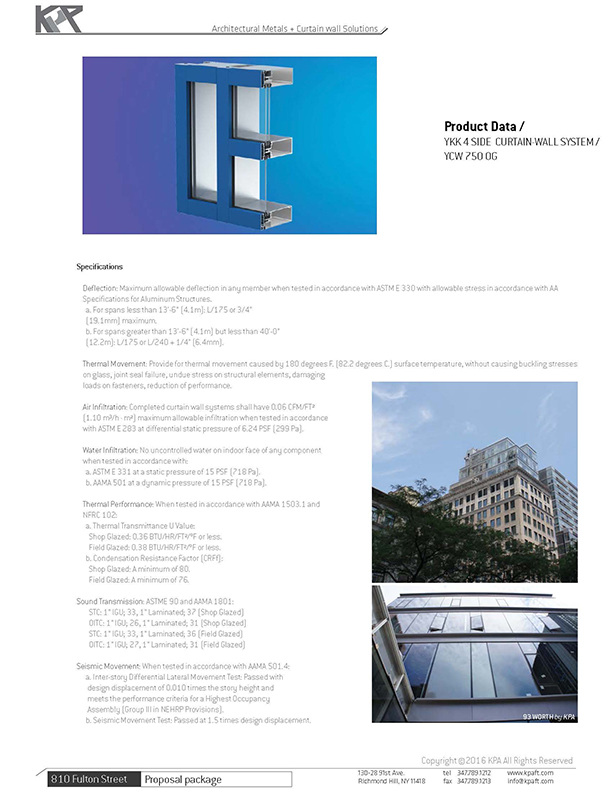 KPA
Architectural Metals + Curtain wall Solutions
Product Data /
YKK 4 SIDE CURTAIN-WALL SYSTEM /
YCW 750 OG
Specifications
Deflection: Maximum allowable deflection in any member when tested in accordance with ASTM E 330 with allowable stress in accordance with AA
Specifications for Aluminum Structures.
a. For spans less than 13'-6" (4.1m): L/175 or 3/4"
(19.1mm) maximum.
b. For spans greater than 13'-6" (4.1m) but less than 40'-0"
(12.2m): L/175 or L/240 + 1/4" (6.4mm).
Thermal Movement: Provide for thermal movement caused by 180 degrees F. (82.2 degrees C.) surface temperature, without causing buckling stresses
on glass, joint seal failure, undue stress on structural elements, damaging
loads on fasteners, reduction of performance.
Air Infiltration: Completed curtain wall systems shall have 0.06 CFM/FT²
(1.10 m³/h · m²) maximum allowable infiltration when tested in accordance
with ASTM E 283 at differential static pressure of 6.24 PSF (299 Pa).
Water Infiltration: No uncontrolled water on indoor face of any component
when tested in accordance with:
a. ASTM E 331 at a static pressure of 15 PSF (718 Pa).
b. AAMA 501 at a dynamic pressure of 15 PSF (718 Pa).
Thermal Performance: When tested in accordance with AAMA 1503.1 and
NFRC 102:
a. Thermal Transmittance U Value:
Shop Glazed: 0.36 BTU/HR/FT²/°F or less.
Field Glazed: 0.38 BTU/HR/FT²/°F or less.
b. Condensation Resistance Factor (CRFf):
Shop Glazed: A minimum of 80.
Field Glazed: A minimum of 76.
Sound Transmission: ASTME 90 and AAMA 1801:
STC: 1" IGU; 33, 1" Laminated; 37 (Shop Glazed)
OITC: 1" IGU; 26, 1" Laminated; 31 (Shop Glazed)
STC: 1" IGU; 33, 1" Laminated; 36 (Field Glazed)
OITC: 1" IGU; 27, 1" Laminated; 31 (Field Glazed)
Seismic Movement: When tested in accordance with AAMA 501.4:
a. Inter-story Differential Lateral Movement Test: Passed with
design displacement of 0.010 times the story height and
meets the performance criteria for a Highest Occupancy
Assembly (Group III in NEHRP Provisions).
b. Seismic Movement Test: Passed at 1.5 times design displacement.
93 WORTH by KPA
Copyright © 2016 KPA All Rights Reserved
810 Fulton Street Proposal package
130-28 91st Ave. tel 347.789.1212 www.kpaft.com
Richmond Hill, NY 11418 fax 347.789.1213 info@kpaft.com